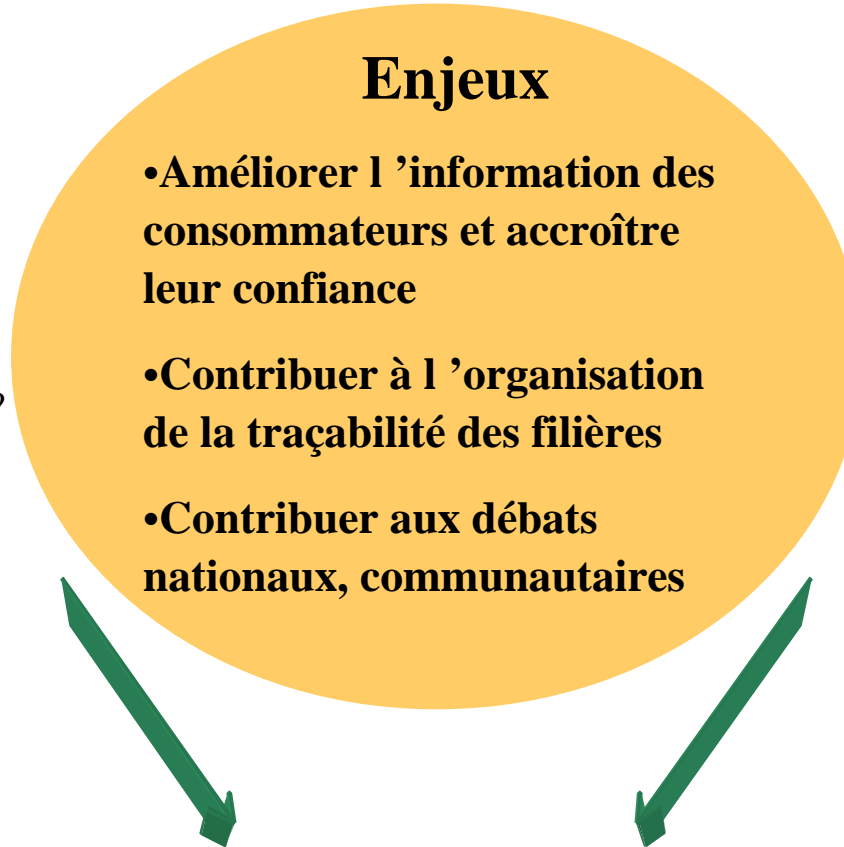 Enjeux
•Améliorer l ’information des
consommateurs et accroître
leur confiance
•Contribuer à l ’organisation
de la traçabilité des filières
•Contribuer aux débats
nationaux, communautaires